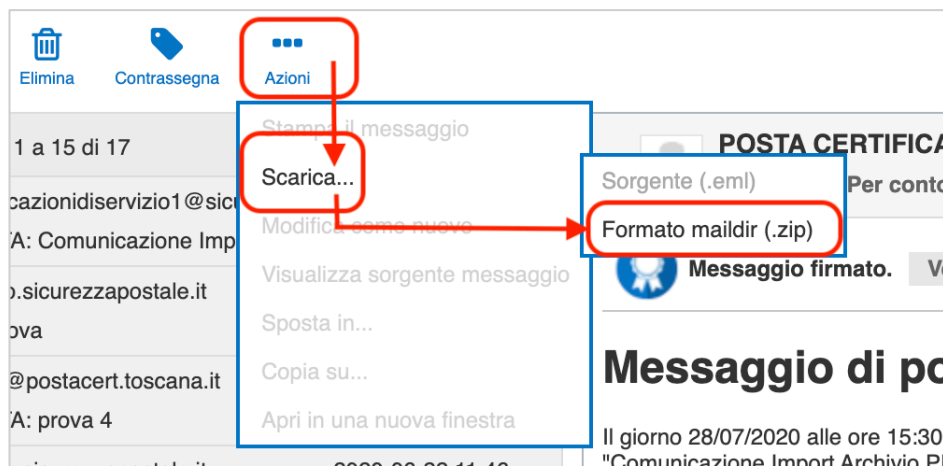 Elimina
Contrassegna
Azioni
Stampa il messaggio
Scarica...
Modifica come nuovo
Visualizza sorgente messaggio
Sposta in...
Copia su...
Apri in una nuova finestra
Sorgente (.eml)
Formato maildir (.zip)
1 a 15 di 17
cazionidiservizio1@sic
A: Comunicazione Imp
o.sicurezzapostale.it
ova
@postacert.toscana.it
A: prova 4
POSTA CERTIFICA
Per conto
Messaggio firmato.
Ve
Messaggio di po
Il giorno 28/07/2020 alle ore 15:30
"Comunicazione Import Archivio P